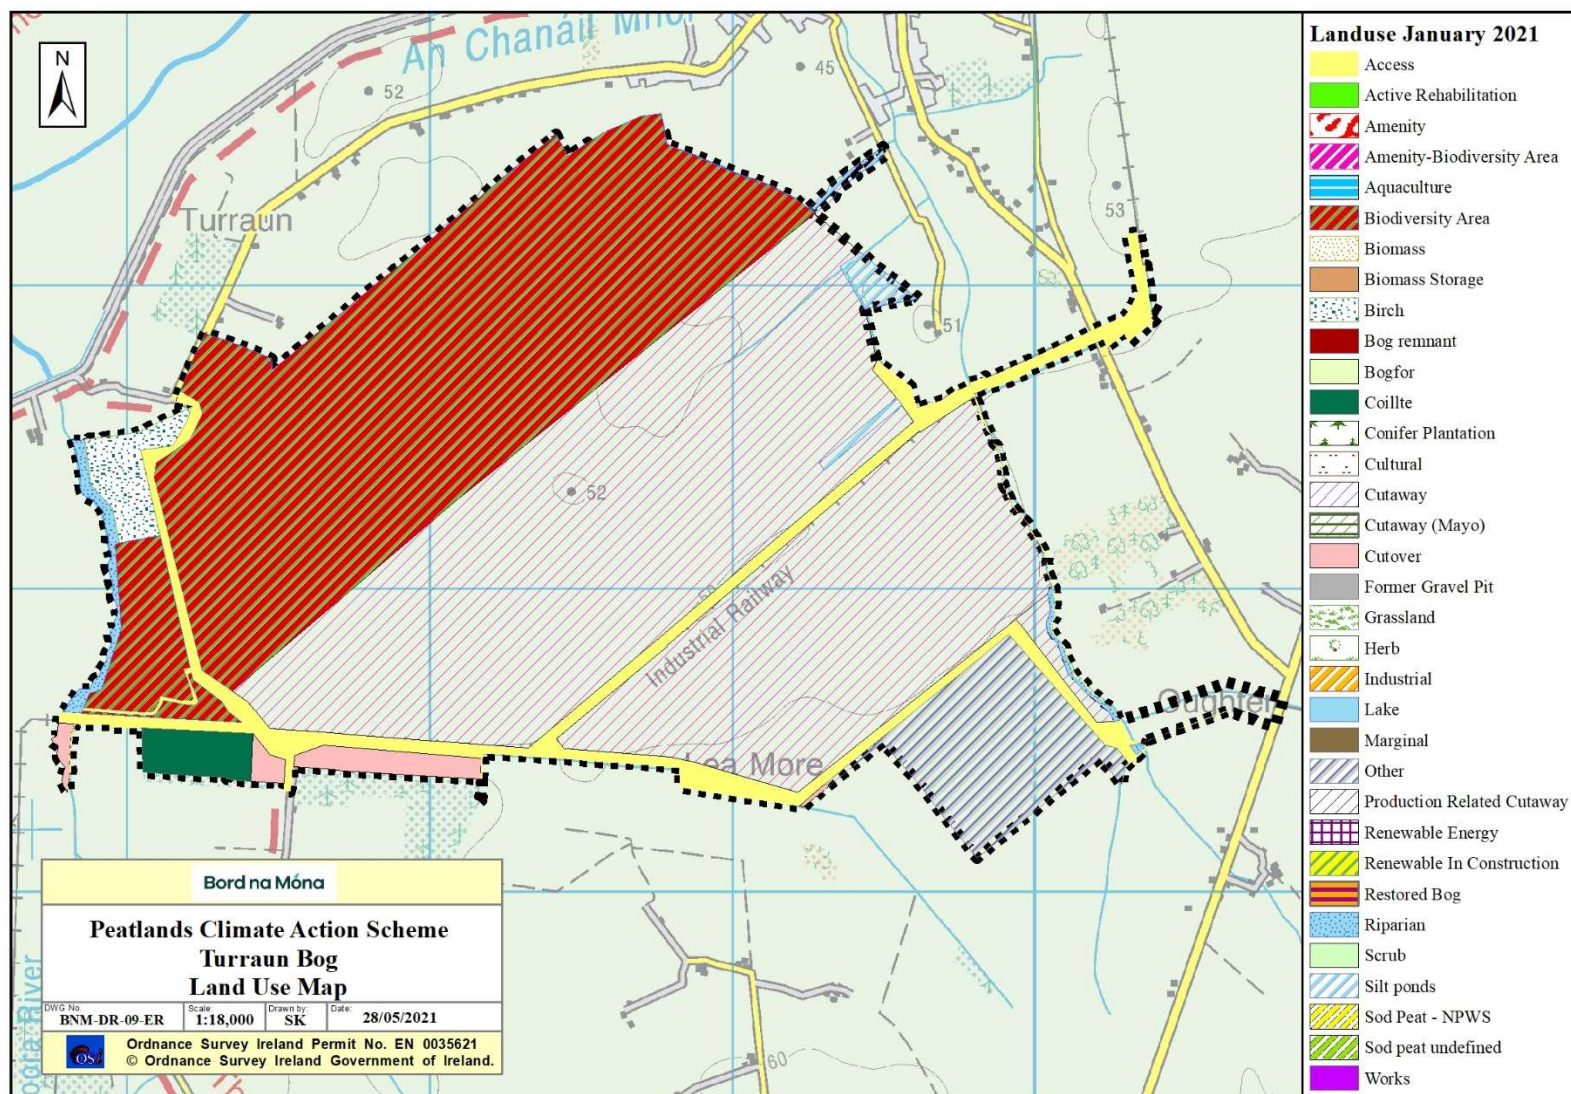 N
An Chanáil Mhór
52
45
53
Turraun
51
52
50
Industrial Railway
Lea More
Oughter
60
Bord na Móna
Peatlands Climate Action Scheme
Turraun Bog
Land Use Map
DWG No. BNM-DR-09-ER Scale: 1:18,000 Drawn by: SK Date: 28/05/2021
OSi
Ordnance Survey Ireland Permit No. EN 0035621
© Ordnance Survey Ireland Government of Ireland.
River
Landuse January 2021
Access
Active Rehabilitation
Amenity
Amenity-Biodiversity Area
Aquaculture
Biodiversity Area
Biomass
Biomass Storage
Birch
Bog remnant
Bogfor
Coillte
Conifer Plantation
Cultural
Cutaway
Cutaway (Mayo)
Cutover
Former Gravel Pit
Grassland
Herb
Industrial
Lake
Marginal
Other
Production Related Cutaway
Renewable Energy
Renewable In Construction
Restored Bog
Riparian
Scrub
Silt ponds
Sod Peat - NPWS
Sod peat undefined
Works